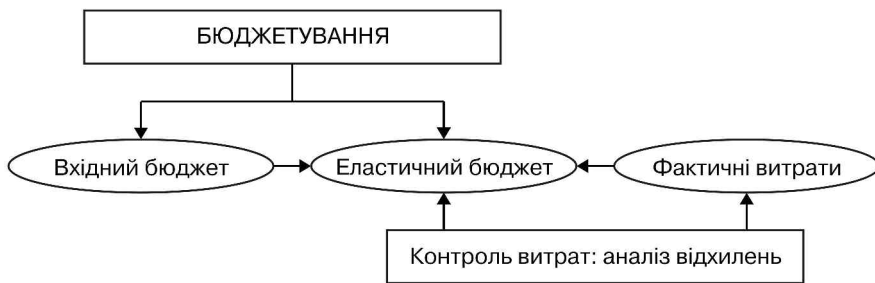 БЮДЖЕТУВАННЯ
Вхідний бюджет
Еластичний бюджет
Фактичні витрати
Контроль витрат: аналіз відхилень